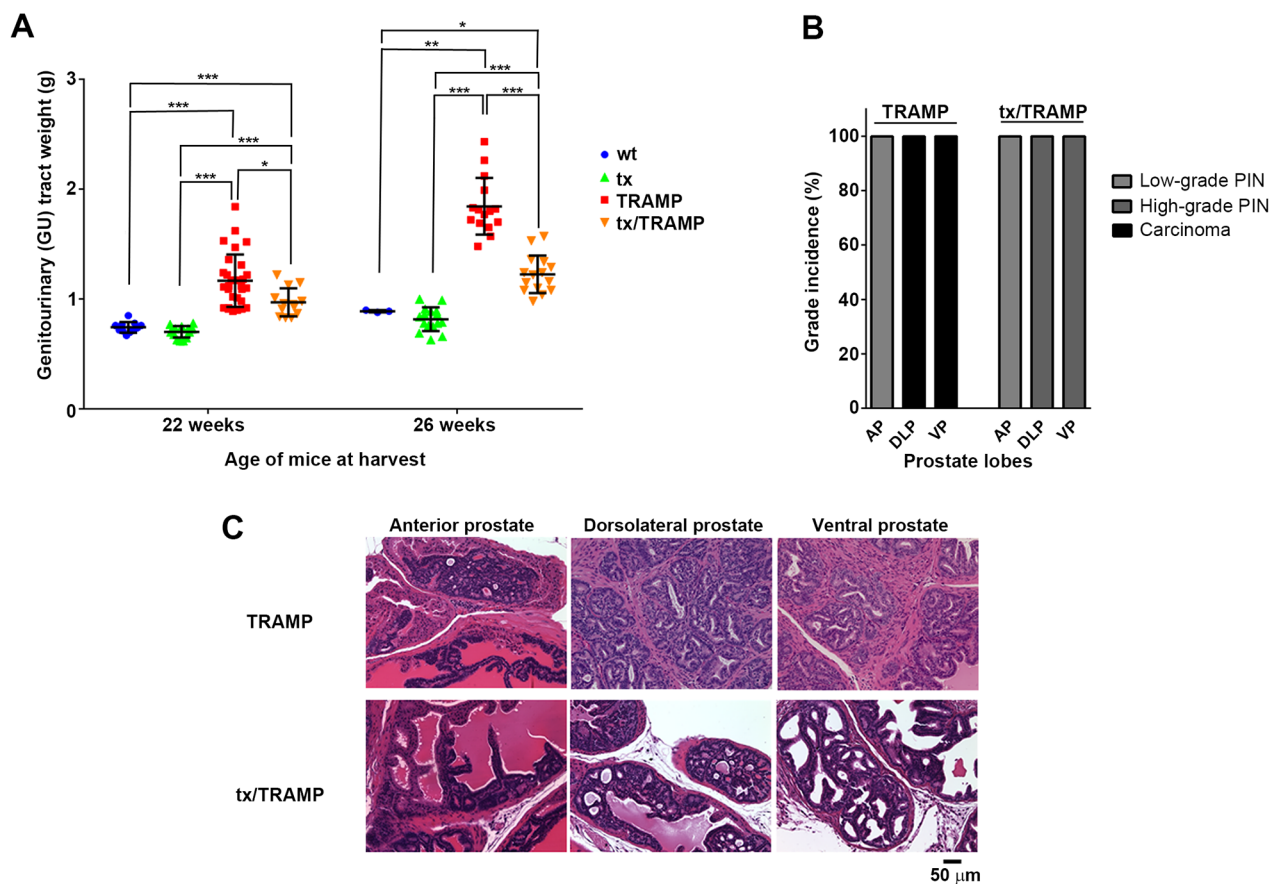 A
Genitourinary (GU) tract weight (g)
3
2
1
0
***
***
***
***
***
*
*
**
***
***
***
22 weeks
26 weeks
Age of mice at harvest
wt
tx
TRAMP
tx/TRAMP
B
Grade incidence (%)
100
80
60
40
20
0
TRAMP
tx/TRAMP
AP
DLP
VP
AP
DLP
VP
Prostate lobes
Low-grade PIN
High-grade PIN
Carcinoma
C
Anterior prostate
Dorsolateral prostate
Ventral prostate
TRAMP
tx/TRAMP
50 µm